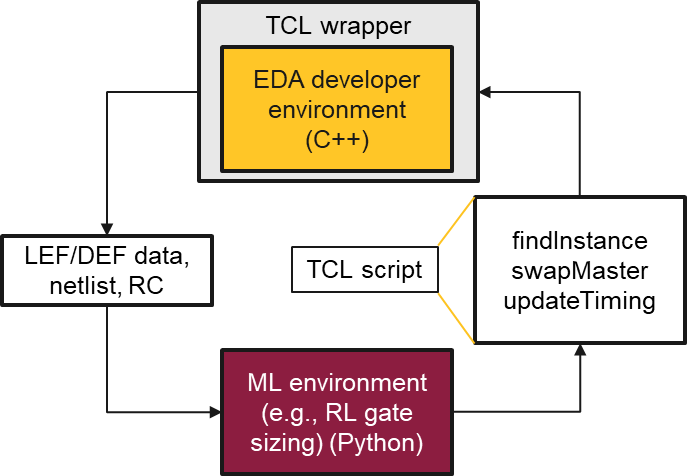 TCL wrapper
EDA developer
environment
(C++)
LEF/DEF data,
netlist, RC
TCL script
findInstance
swapMaster
updateTiming
ML environment
(e.g., RL gate
sizing) (Python)